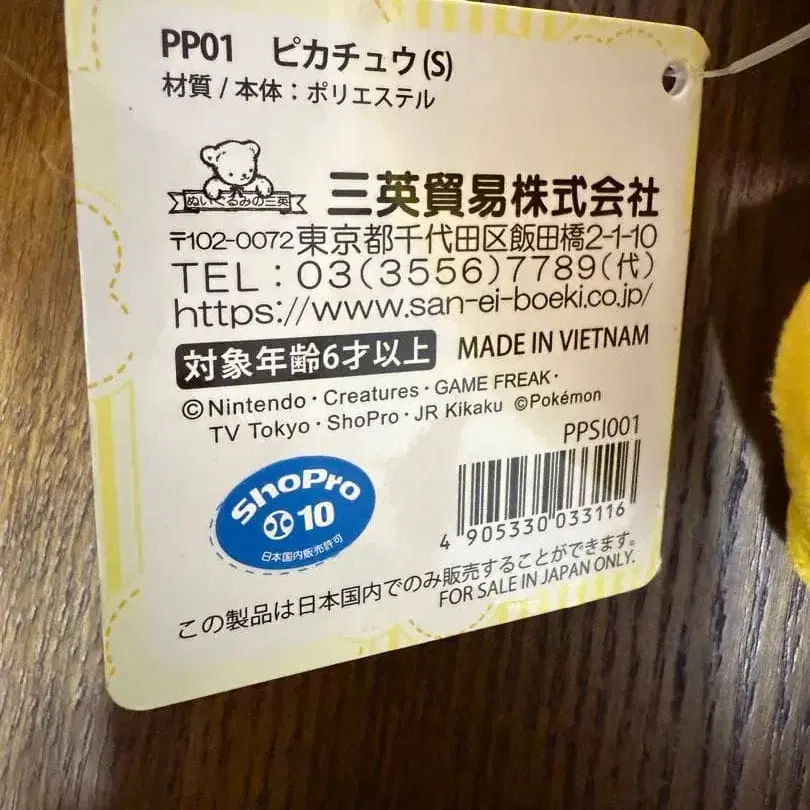 PP01 ピカチュウ(S)
材質/本体：ポリエステル
ぬいぐるみの三英
三英貿易株式会社
〒102-0072東京都千代田区飯田橋2-1-10
TEL：03(3556)7789(代)
https://www.san-ei-boeki.co.jp/
対象年齢6才以上 MADE IN VIETNAM
©Nintendo・Creatures・GAME FREAK・
TV Tokyo・ShoPro・JR Kikaku ©Pokémon
PPSI001
ShoPro
10
日本国内販売許可
4 905330 033116
この製品は日本国内でのみ販売することができます。
FOR SALE IN JAPAN ONLY.